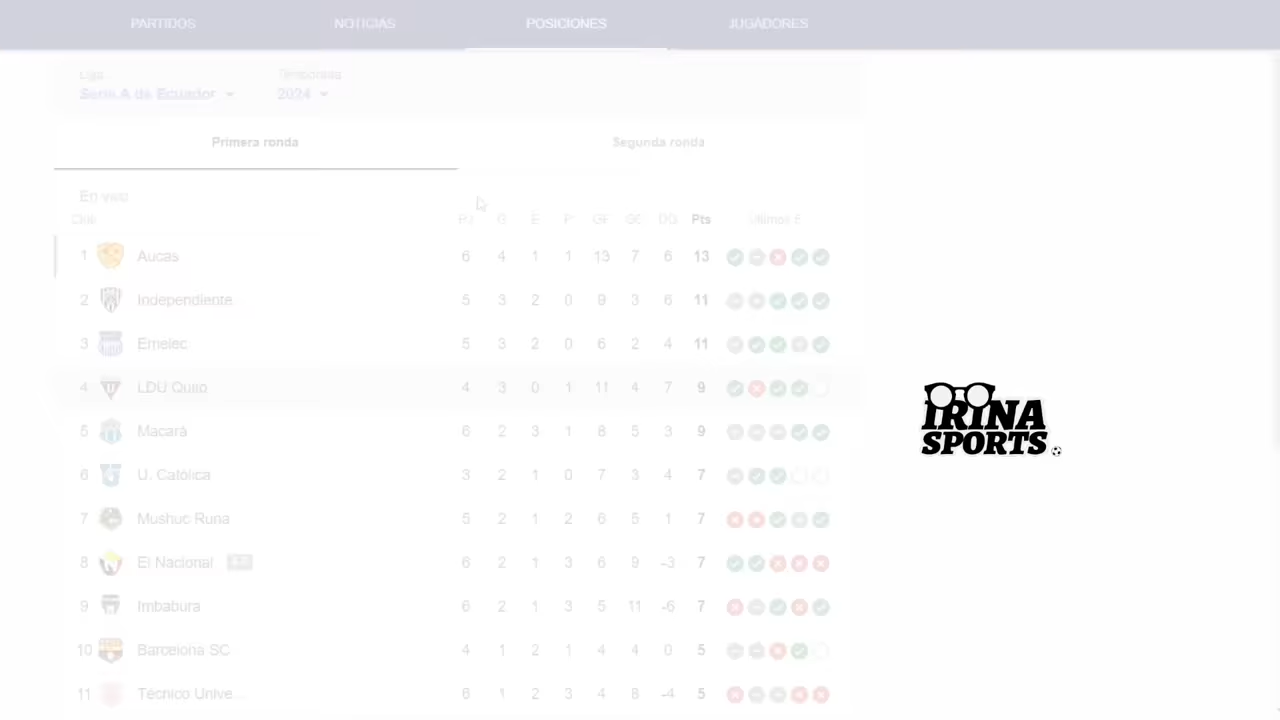 PARTIDOS NOTICIAS POSICIONES JUGADORES
Liga Temporada
Serie A de Ecuador 2024
Primera ronda Segunda ronda
En vivo
Club PJ G E P GF GC DG Pts Últimos 5
1 Aucas 6 4 1 1 13 7 6 13
2 Independiente 5 3 2 0 9 3 6 11
3 Emelec 5 3 2 0 6 2 4 11
4 LDU Quito 4 3 0 1 11 4 7 9
5 Macará 6 2 3 1 8 5 3 9
6 U. Católica 3 2 1 0 7 3 4 7
7 Mushuc Runa 5 2 1 2 6 5 1 7
8 El Nacional 6 2 1 3 6 9 -3 7
9 Imbabura 6 2 1 3 5 11 -6 7
10 Barcelona SC 4 1 2 1 4 4 0 5
11 Técnico Unive... 6 1 2 3 4 8 -4 5
IRINA
SPORTS